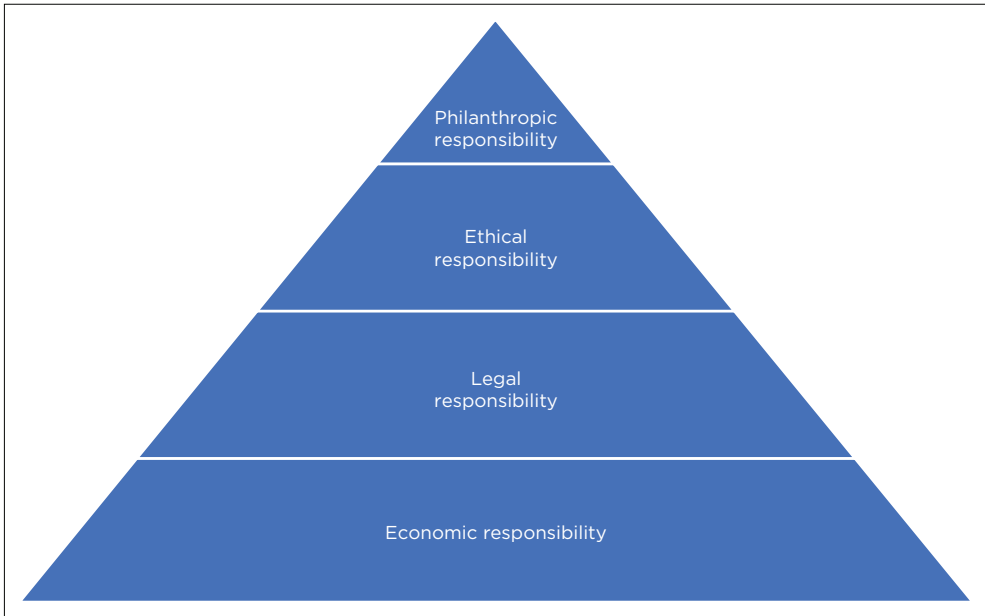 Philanthropic
responsibility
Ethical
responsibility
Legal
responsibility
Economic responsibility